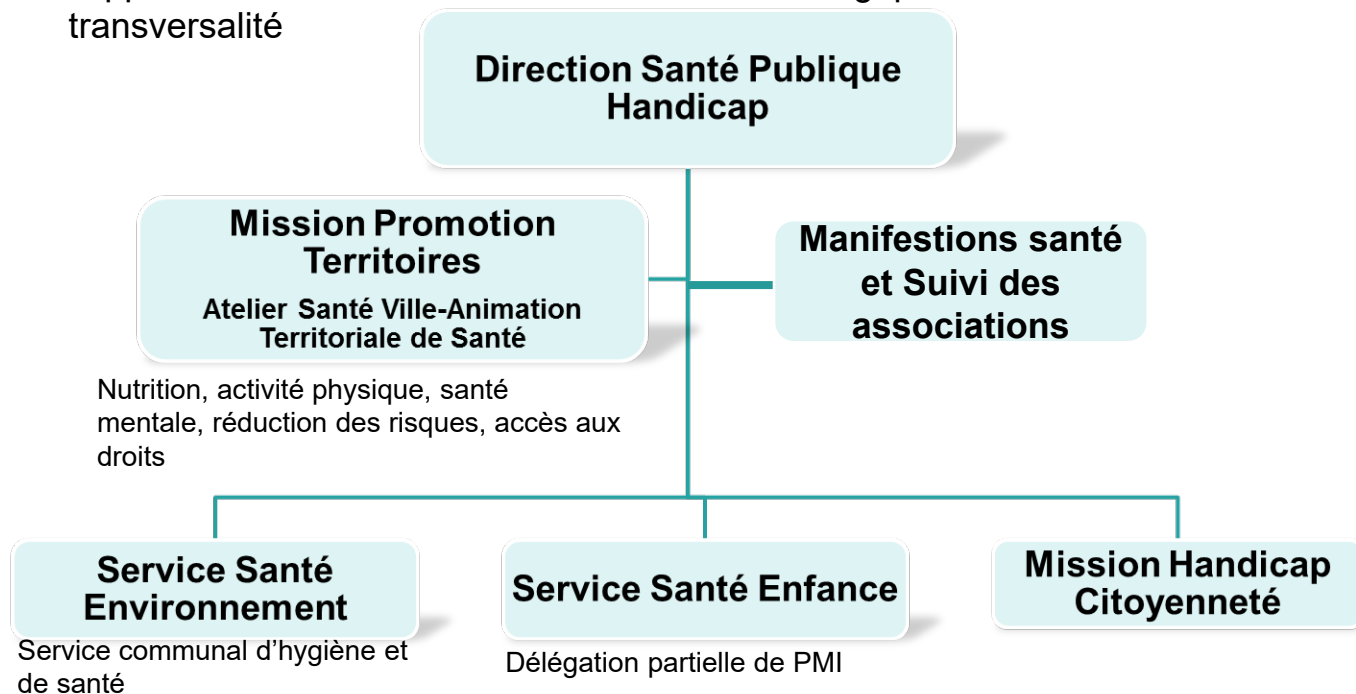 transversalité
Direction Santé Publique
Handicap
Mission Promotion
Territoires
Atelier Santé Ville-Animation
Territoriale de Santé
Manifestions santé
et Suivi des
associations
Nutrition, activité physique, santé
mentale, réduction des risques, accès aux
droits
Service Santé
Environnement
Service Santé Enfance
Mission Handicap
Citoyenneté
Service communal d’hygiène et
de santé
Délégation partielle de PMI